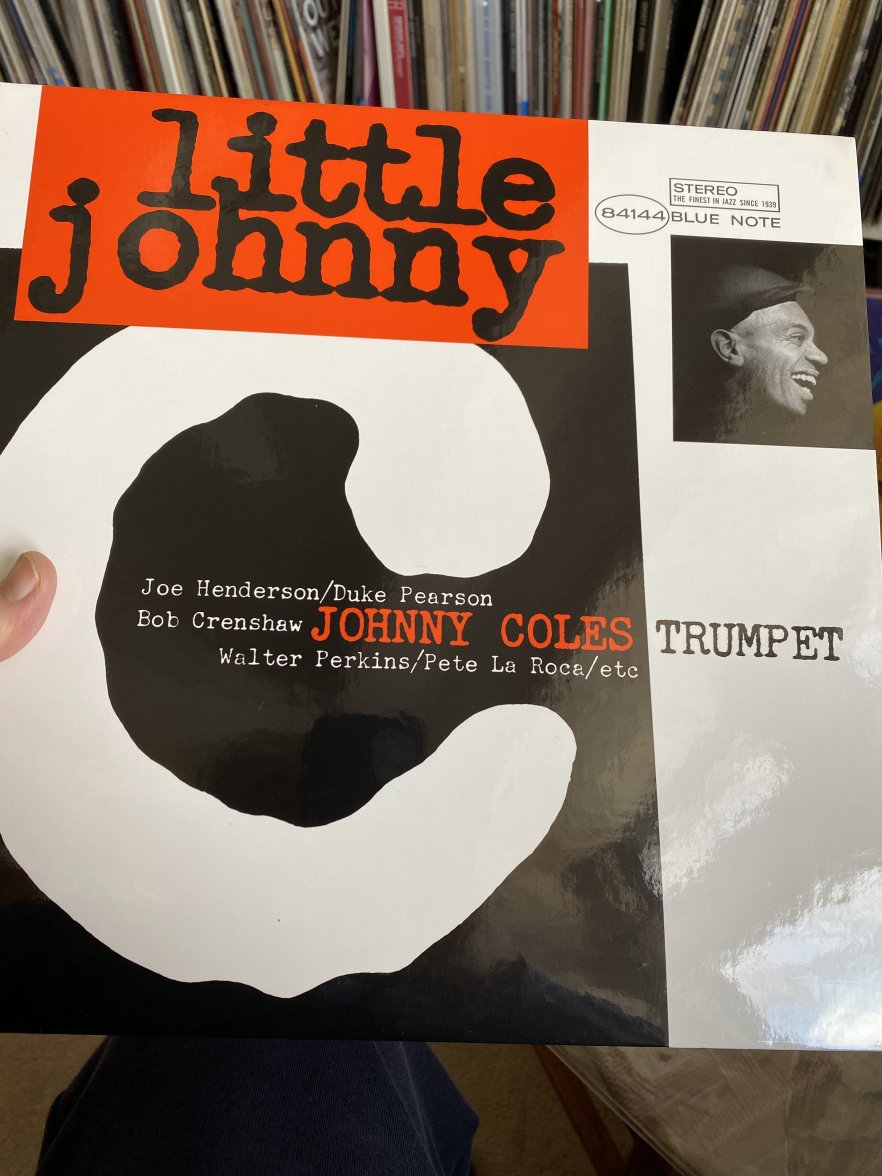 little
johnny
STEREO
THE FINEST IN JAZZ SINCE 1939
84144 BLUE NOTE
Joe Henderson/Duke Pearson
Bob Crenshaw JOHNNY COLES TRUMPET
Walter Perkins/Pete La Roca/etc